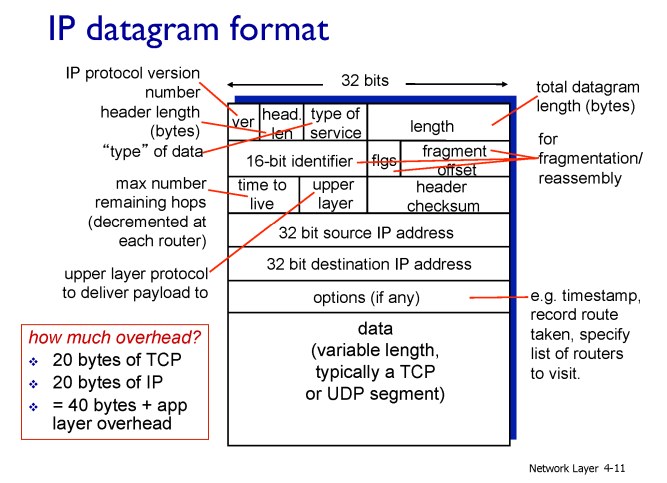 IP datagram format
IP protocol version
number
header length
(bytes)
“type” of data
max number
remaining hops
(decremented at
each router)
upper layer protocol
to deliver payload to
how much overhead?
20 bytes of TCP
20 bytes of IP
= 40 bytes + app
layer overhead
32 bits
ver
head.
len
type of
service
length
16-bit identifier
flgs
fragment
offset
time to
live
upper
layer
header
checksum
32 bit source IP address
32 bit destination IP address
options (if any)
data
(variable length,
typically a TCP
or UDP segment)
total datagram
length (bytes)
for
fragmentation/
reassembly
e.g. timestamp,
record route
taken, specify
list of routers
to visit.
Network Layer 4-11